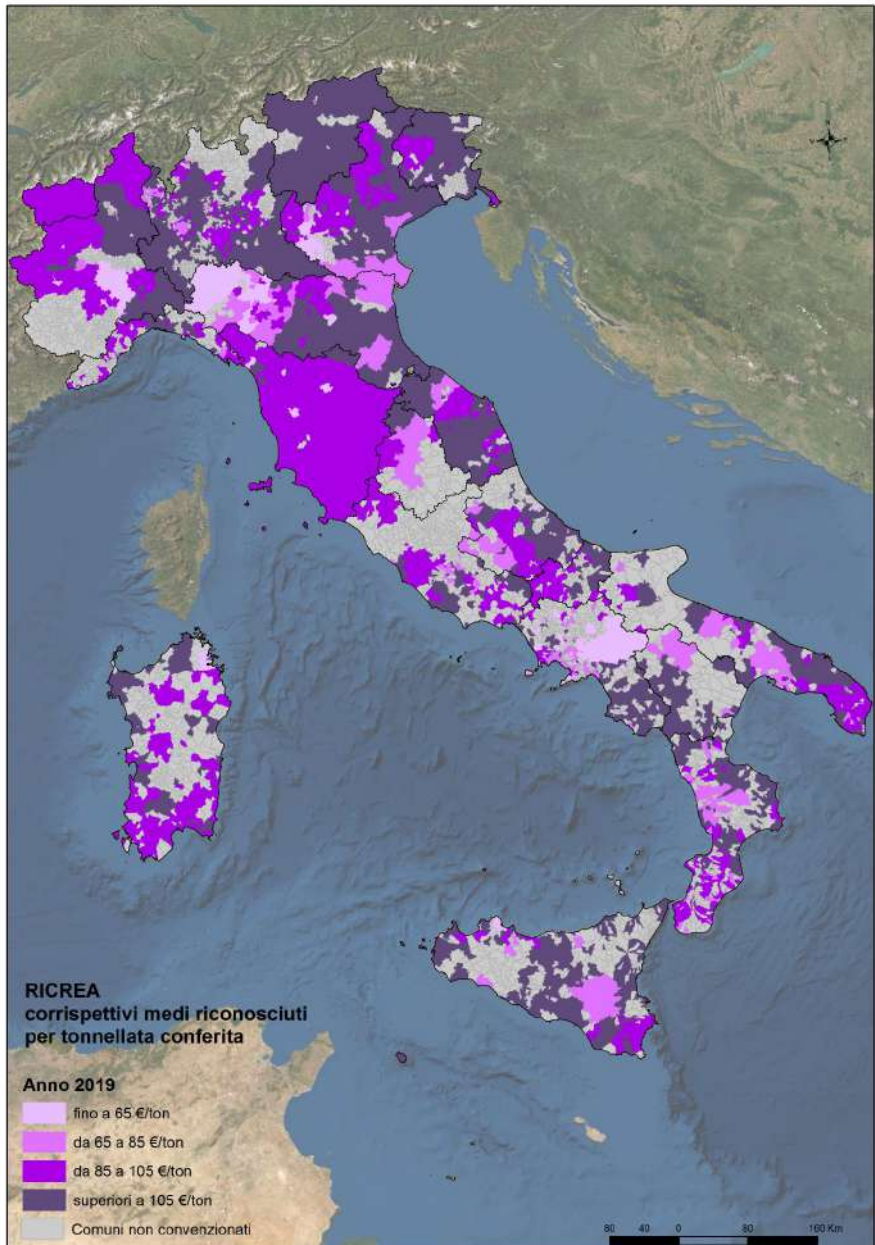 RICREA
corrispettivi medi riconosciuti
per tonnellata conferita
Anno 2019
fino a 65 €/ton
da 65 a 85 €/ton
da 85 a 105 €/ton
superiori a 105 €/ton
Comuni non convenzionati
80 40 0 80 160 Km